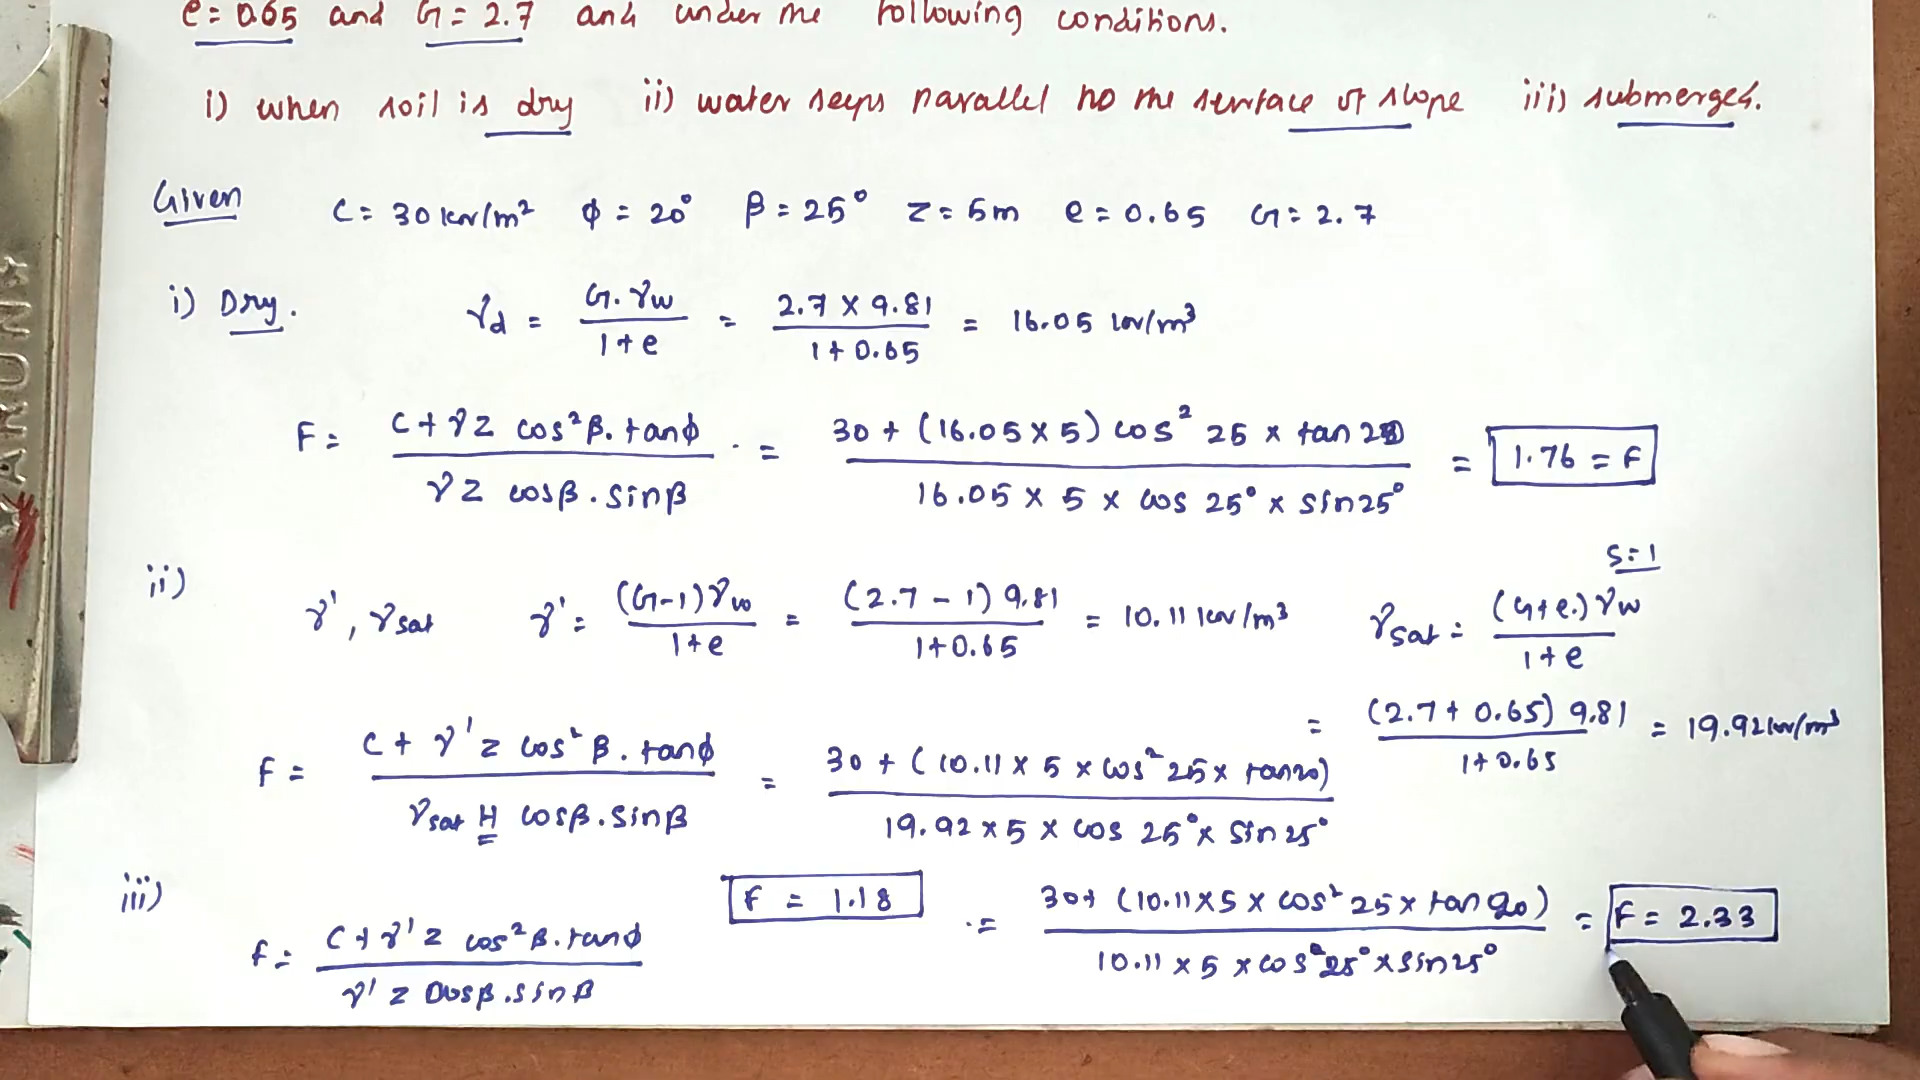 e = 0.65 and G = 2.7 and under the following conditions.
i) when soil is dry ii) water seeps parallel to the surface of slope iii) submerged.
Given C = 30 kN/m² ϕ = 20° β = 25° z = 5m e = 0.65 G = 2.7
i) Dry. γd = G.γw / 1+e = 2.7 × 9.81 / 1+0.65 = 16.05 kN/m³
F = C + γz cos²β.tanϕ / γz cosβ.sinβ = 30 + (16.05×5) cos² 25 × tan 20 / 16.05 × 5 × cos 25° × sin25° = 1.76 = F
S = 1
ii) γ', γsat γ' = (G-1)γw / 1+e = (2.7 - 1) 9.81 / 1+0.65 = 10.11 kN/m³ γsat = (G+e.)γw / 1+e
= (2.7+ 0.65) 9.81 / 1+0.65 = 19.92 kN/m³
F = C + γ'z cos²β.tanϕ / γsat H cosβ.sinβ = 30 + (10.11 × 5 × cos² 25 × tan20) / 19.92 × 5 × cos 25° × sin 25°
F = 1.18
iii) F = C + γ'z cos²β.tanϕ / γ'z cosβ.sinβ = 30+ (10.11×5 × cos² 25 × tan 20) / 10.11 × 5 × cos 25° × sin 25° = F = 2.33
ARUN